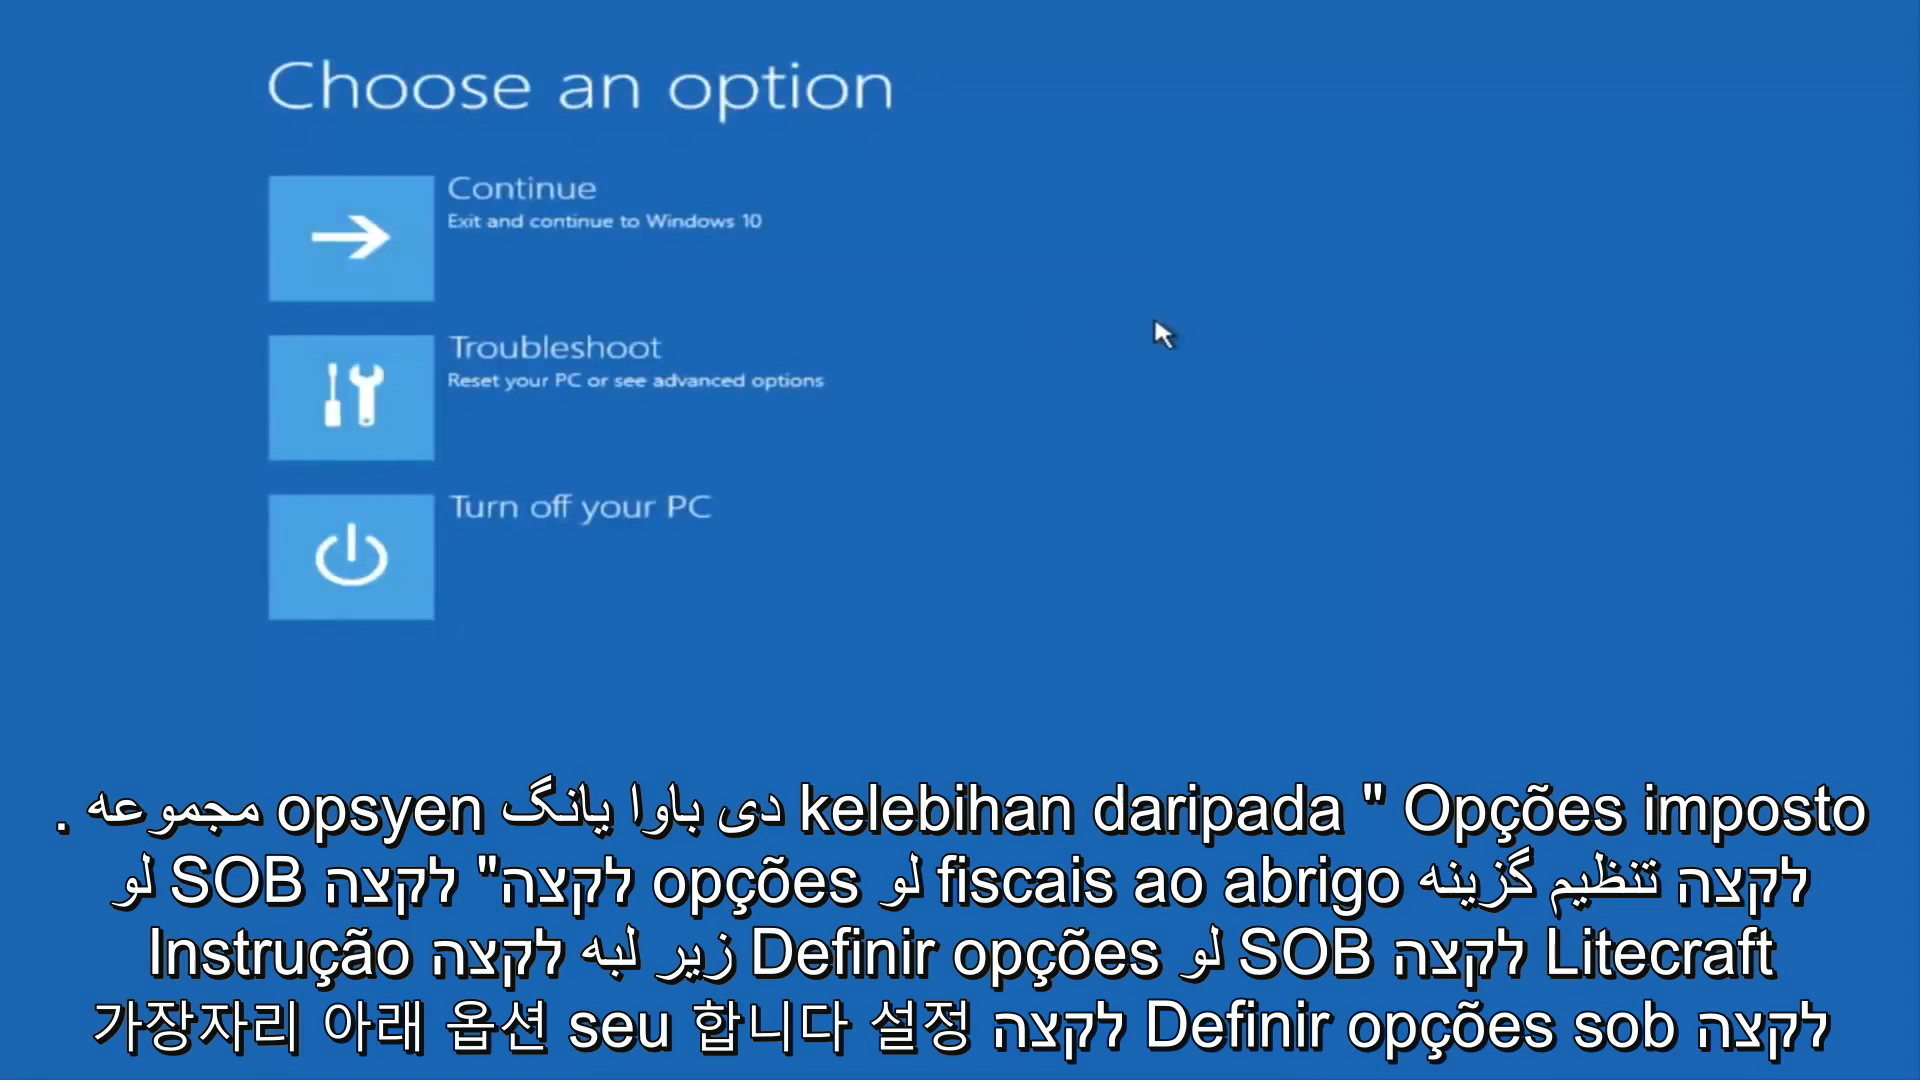 Choose an option
Continue
Exit and continue to Windows 10
Troubleshoot
Reset your PC or see advanced options
Turn off your PC
. مجموعه opsyen دی باوا یانگ kelebihan daripada " Opções imposto
לקצה תנظیم گزینه fiscais ao abrigo لو opções לקצה" לקצה SOB لو
Instrução לקצה زیر لبه Definir opções لو SOB לקצה Litecraft
가장자리 아래 옵션 seu 합니다 설정 לקצה Definir opções sob לקצה